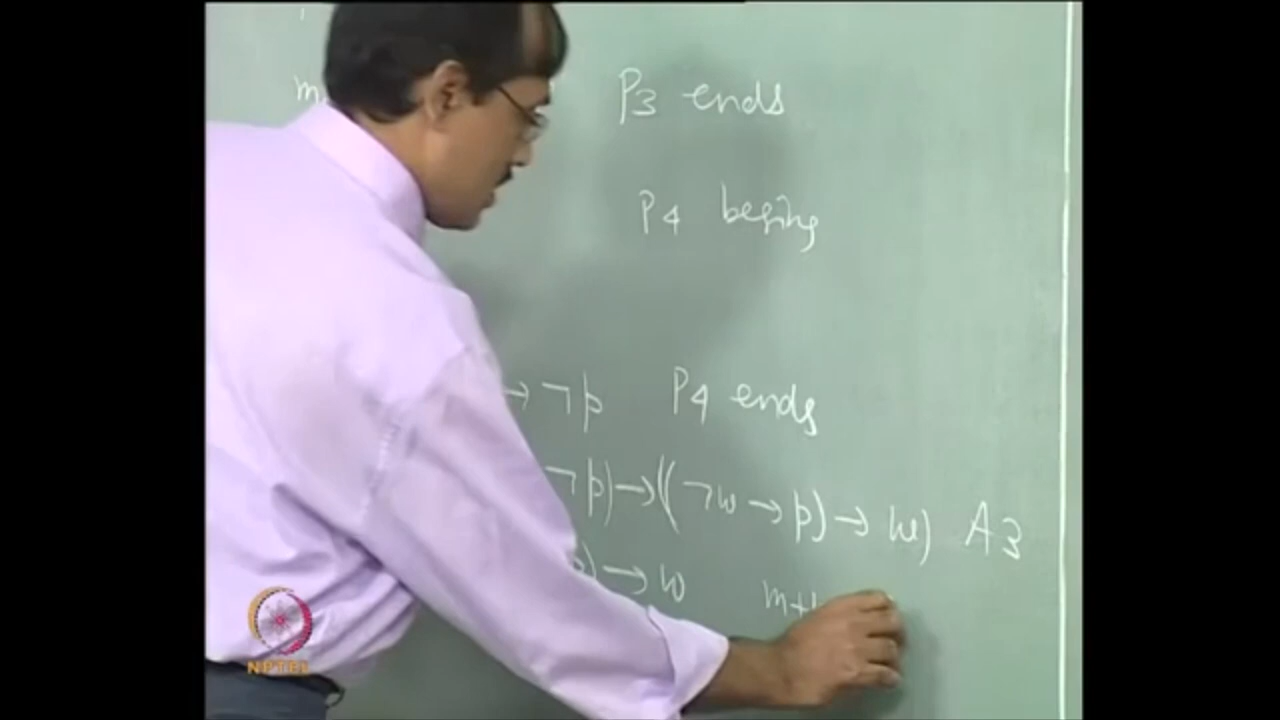 P3 ends
P4 begins
→ ¬p P4 ends
¬p) → ((¬w → p) → w) A3
p) → w m+1
NPTEL